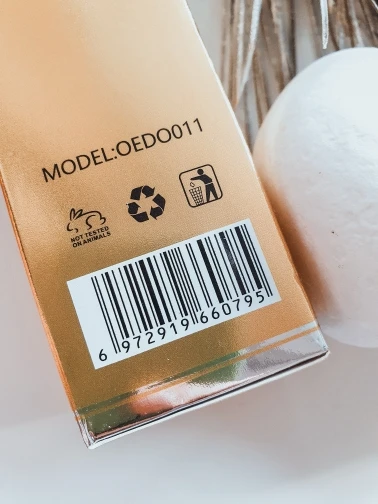 MODEL:OEDO011
NOT TESTED
ON ANIMALS
6 972919 660795